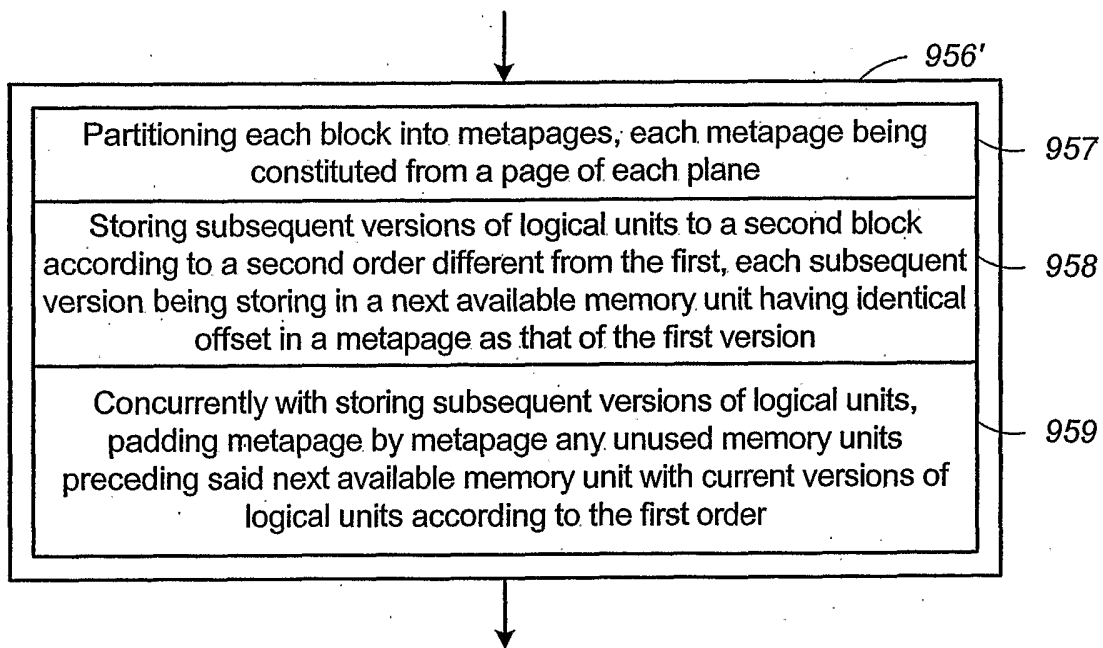 956'
Partitioning each block into metapages, each metapage being
constituted from a page of each plane
957
Storing subsequent versions of logical units to a second block
according to a second order different from the first, each subsequent
version being storing in a next available memory unit having identical
offset in a metapage as that of the first version
958
Concurrently with storing subsequent versions of logical units,
padding metapage by metapage any unused memory units
preceding said next available memory unit with current versions of
logical units according to the first order
959